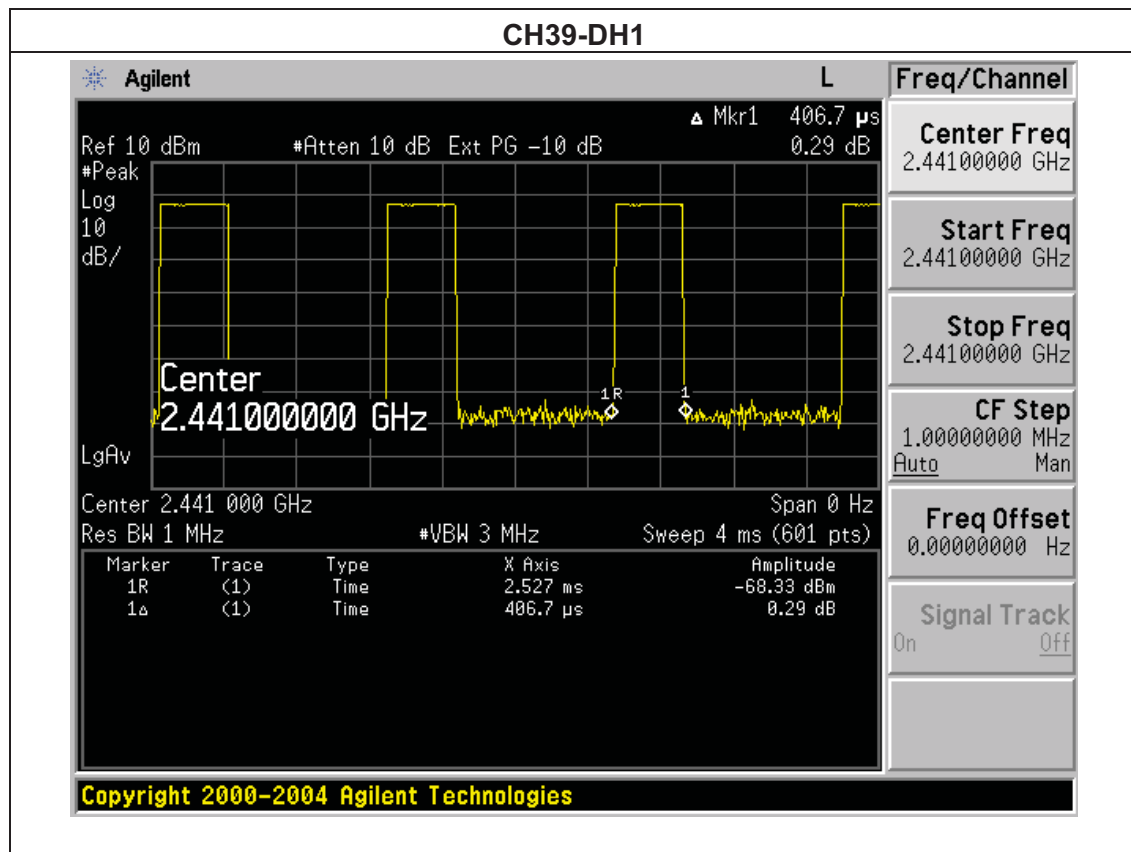 CH39-DH1
Agilent L Freq/Channel
Δ Mkr1 406.7 µs
Ref 10 dBm #Atten 10 dB Ext PG -10 dB 0.29 dB
#Peak
Log
10
dB/
Center
2.441000000 GHz
1R
1
LgAv
Center 2.441 000 GHz Span 0 Hz
Res BW 1 MHz #VBW 3 MHz Sweep 4 ms (601 pts)
Marker Trace Type X Axis Amplitude
1R (1) Time 2.527 ms -68.33 dBm
1Δ (1) Time 406.7 µs 0.29 dB
Center Freq
2.44100000 GHz
Start Freq
2.44100000 GHz
Stop Freq
2.44100000 GHz
CF Step
1.00000000 MHz
Auto Man
Freq Offset
0.00000000 Hz
Signal Track
On Off
Copyright 2000-2004 Agilent Technologies